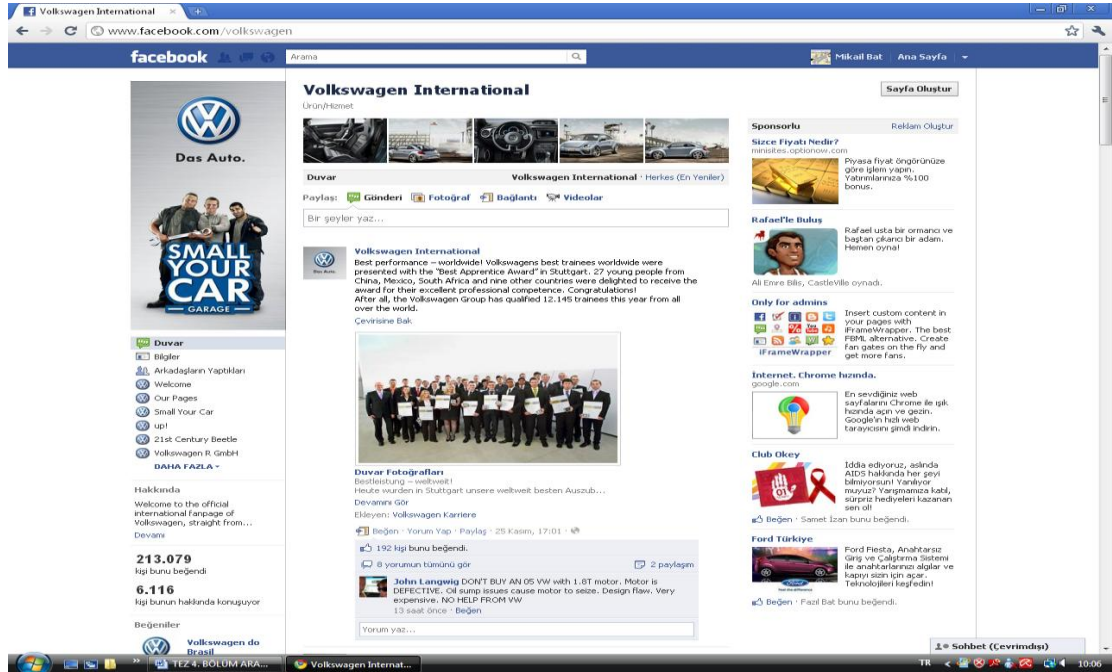 Volkswagen International
www.facebook.com/volkswagen
facebook
Arama
Mikail Bat
Ana Sayfa
Das Auto.
SMALL
YOUR
CAR
GARAGE
Duvar
Bilgiler
Arkadaşların Yaptıkları
Welcome
Our Pages
Small Your Car
up!
21st Century Beetle
Volkswagen R GmbH
DAHA FAZLA
Hakkında
Welcome to the official
international fanpage of
Volkswagen, straight from...
Devamı
213.079
kişi bunu beğendi
6.116
kişi bunun hakkında konuşuyor
Beğeniler
Volkswagen do
Brasil
Volkswagen International
Ürün/Hizmet
Sayfa Oluştur
Duvar
Volkswagen International · Herkes (En Yeniler)
Paylaş: Gönderi Fotoğraf Bağlantı Videolar
Bir şeyler yaz...
Volkswagen International
Best performance – worldwide! Volkswagens best trainees worldwide were
presented with the "Best Apprentice Award" in Stuttgart. 27 young people from
China, Mexico, South Africa and nine other countries were delighted to receive the
award for their excellent professional competence. Congratulations!
After all, the Volkswagen Group has qualified 12.145 trainees this year from all
over the world.
Çevirisine Bak
Duvar Fotoğrafları
Bestleistung – weltweit!
Heute wurden in Stuttgart unsere weltweit besten Auszub...
Devamını Gör
Ekleyen: Volkswagen Karriere
Beğen · Yorum Yap · Paylaş · 25 Kasım, 17:01
192 kişi bunu beğendi.
8 yorumun tümünü gör
2 paylaşım
John Langwig DON'T BUY AN 05 VW with 1.8T motor. Motor is
DEFECTIVE. Oil sump issues cause motor to seize. Design flaw. Very
expensive. NO HELP FROM VW
13 saat önce · Beğen
Yorum yaz...
Sponsorlu
Reklam Oluştur
Sizce Fiyatı Nedir?
minisites.optionow.com
Piyasa fiyat öngörünüze
göre işlem yapın.
Yatırımlarınıza %100
bonus.
Rafael'le Buluş
Rafael usta bir ormancı ve
baştan çıkarıcı bir adam.
Hemen oyna!
Ali Emre Bilis, CastleVille oynadı.
Only for admins
iFrameWrapper
Insert custom content in
your pages with
iFrameWrapper. The best
FBML alternative. Create
fan gates on the fly and
get more fans.
İnternet. Chrome hızında.
google.com
En sevdiğiniz web
sayfalarını Chrome ile ışık
hızında açın ve gezin.
Google'ın hızlı web
tarayıcısını şimdi indirin.
Club Okey
İddia ediyoruz, aslında
AIDS hakkında her şeyi
bilmiyorsun! Yanılıyor
muyuz? Yarışmamıza katıl,
sürpriz hediyeleri kazanan
sen ol!
Beğen · Samet İzan bunu beğendi.
Ford Türkiye
Ford Fiesta, Anahtarsız
Giriş ve Çalıştırma Sistemi
ile anahtarlarınızı algılar ve
kapıyı sizin için açar.
Teknolojileri keşfedin!
Beğen · Fazıl Bat bunu beğendi.
Sohbet (Çevrimdışı)
TEZ 4. BÖLÜM ARA...
Volkswagen Internat...
TR
10:06